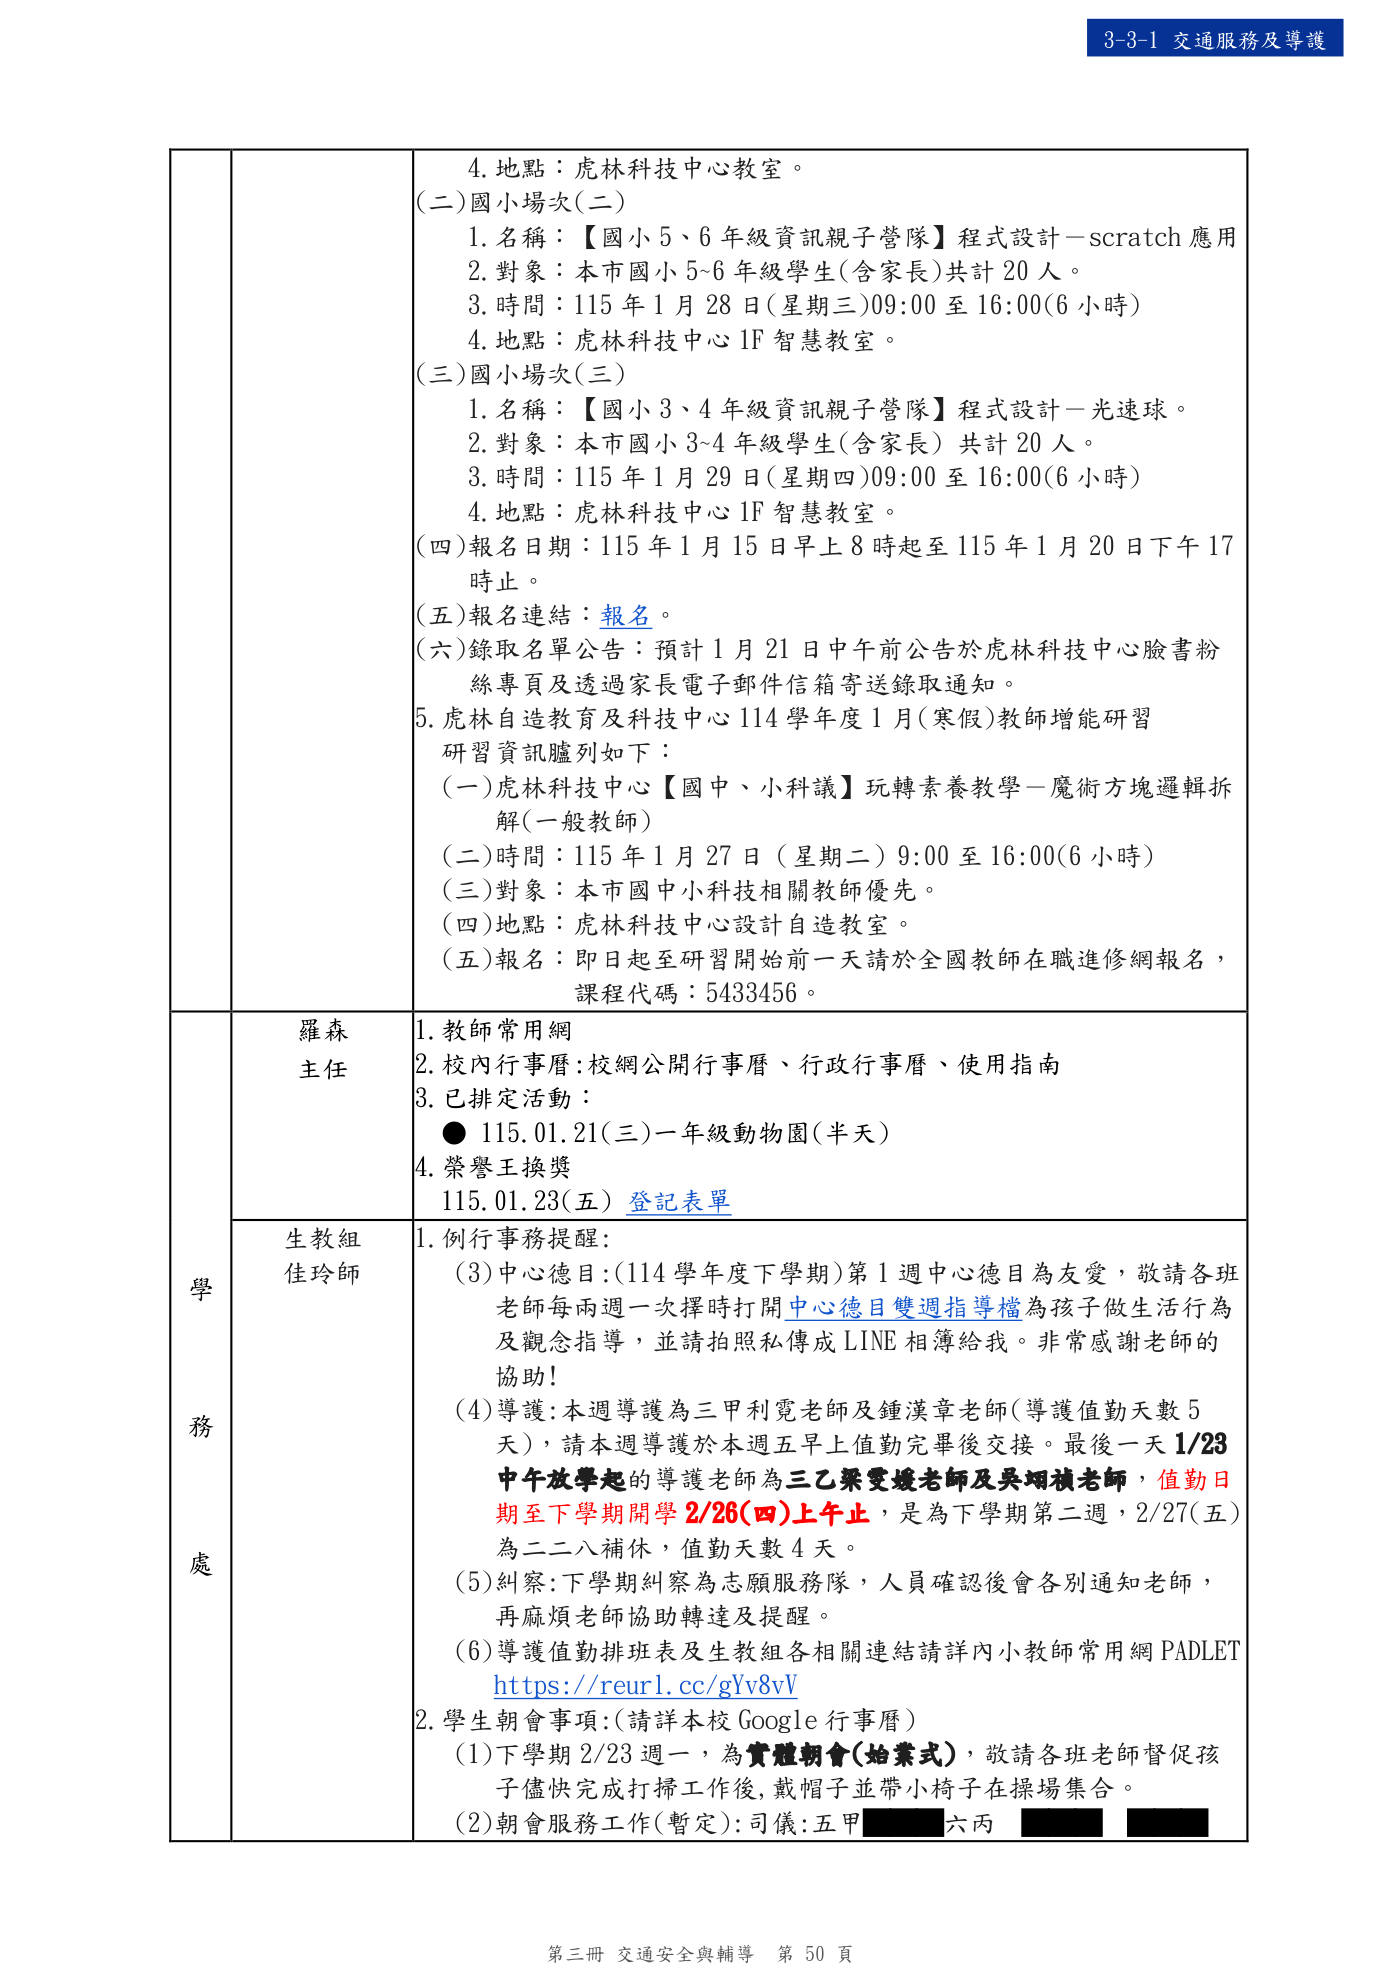 3-3-1 交通服務及導護
4.地點：虎林科技中心教室。
(二)國小場次(二)
1.名稱：【國小 5、6 年級資訊親子營隊】程式設計－scratch 應用
2.對象：本市國小 5~6 年級學生(含家長)共計 20 人。
3.時間：115 年 1 月 28 日(星期三)09:00 至 16:00(6 小時)
4.地點：虎林科技中心 1F 智慧教室。
(三)國小場次(三)
1.名稱：【國小 3、4 年級資訊親子營隊】程式設計－光速球。
2.對象：本市國小 3~4 年級學生(含家長) 共計 20 人。
3.時間：115 年 1 月 29 日(星期四)09:00 至 16:00(6 小時)
4.地點：虎林科技中心 1F 智慧教室。
(四)報名日期：115 年 1 月 15 日早上 8 時起至 115 年 1 月 20 日下午 17
時止。
(五)報名連結：報名。
(六)錄取名單公告：預計 1 月 21 日中午前公告於虎林科技中心臉書粉
絲專頁及透過家長電子郵件信箱寄送錄取通知。
5.虎林自造教育及科技中心 114 學年度 1 月(寒假)教師增能研習
研習資訊臚列如下：
(一)虎林科技中心【國中、小科議】玩轉素養教學－魔術方塊邏輯拆
解(一般教師)
(二)時間：115 年 1 月 27 日（星期二）9:00 至 16:00(6 小時)
(三)對象：本市國中小科技相關教師優先。
(四)地點：虎林科技中心設計自造教室。
(五)報名：即日起至研習開始前一天請於全國教師在職進修網報名，
課程代碼：5433456。
學
務
處
羅森
主任
1.教師常用網
2.校內行事曆:校網公開行事曆、行政行事曆、使用指南
3.已排定活動：
● 115.01.21(三)一年級動物園(半天)
4.榮譽王換獎
115.01.23(五) 登記表單
生教組
佳玲師
1.例行事務提醒:
(3)中心德目:(114 學年度下學期)第 1 週中心德目為友愛，敬請各班
老師每兩週一次擇時打開中心德目雙週指導檔為孩子做生活行為
及觀念指導，並請拍照私傳成 LINE 相簿給我。非常感謝老師的
協助!
(4)導護:本週導護為三甲利霓老師及鍾漢章老師(導護值勤天數 5
天)，請本週導護於本週五早上值勤完畢後交接。最後一天 1/23
中午放學起的導護老師為三乙梁雯媛老師及吳翊禎老師，值勤日
期至下學期開學 2/26(四)上午止，是為下學期第二週，2/27(五)
為二二八補休，值勤天數 4 天。
(5)糾察:下學期糾察為志願服務隊，人員確認後會各別通知老師，
再麻煩老師協助轉達及提醒。
(6)導護值勤排班表及生教組各相關連結請詳內小教師常用網 PADLET
https://reurl.cc/gYv8vV
2.學生朝會事項:(請詳本校 Google 行事曆)
(1)下學期 2/23 週一，為實體朝會(始業式)，敬請各班老師督促孩
子儘快完成打掃工作後,戴帽子並帶小椅子在操場集合。
(2)朝會服務工作(暫定):司儀:五甲 六丙
第三冊 交通安全與輔導 第 50 頁